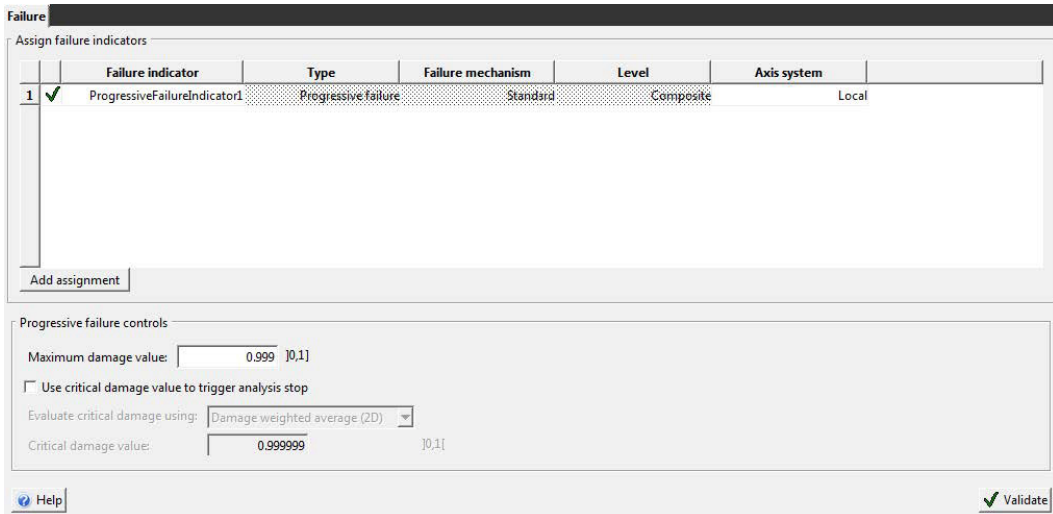 Failure
Assign failure indicators
Failure indicator Type Failure mechanism Level Axis system
1 ProgressiveFailureIndicator1 Progressive failure Standard Composite Local
Add assignment
Progressive failure controls
Maximum damage value: 0.999 ]0,1]
Use critical damage value to trigger analysis stop
Evaluate critical damage using: Damage weighted average (2D)
Critical damage value: 0.999999 ]0,1[
Help Validate